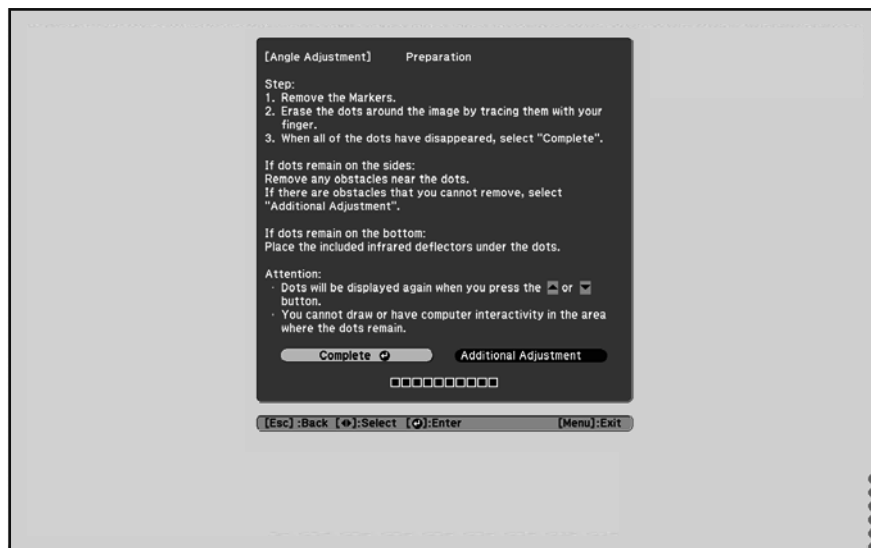 [Angle Adjustment] Preparation
Step:
1. Remove the Markers.
2. Erase the dots around the image by tracing them with your
finger.
3. When all of the dots have disappeared, select "Complete".
If dots remain on the sides:
Remove any obstacles near the dots.
If there are obstacles that you cannot remove, select
"Additional Adjustment".
If dots remain on the bottom:
Place the included infrared deflectors under the dots.
Attention:
· Dots will be displayed again when you press the or
button.
· You cannot draw or have computer interactivity in the area
where the dots remain.
Complete Additional Adjustment
[Esc] :Back [ ]:Select [ ]:Enter [Menu]:Exit